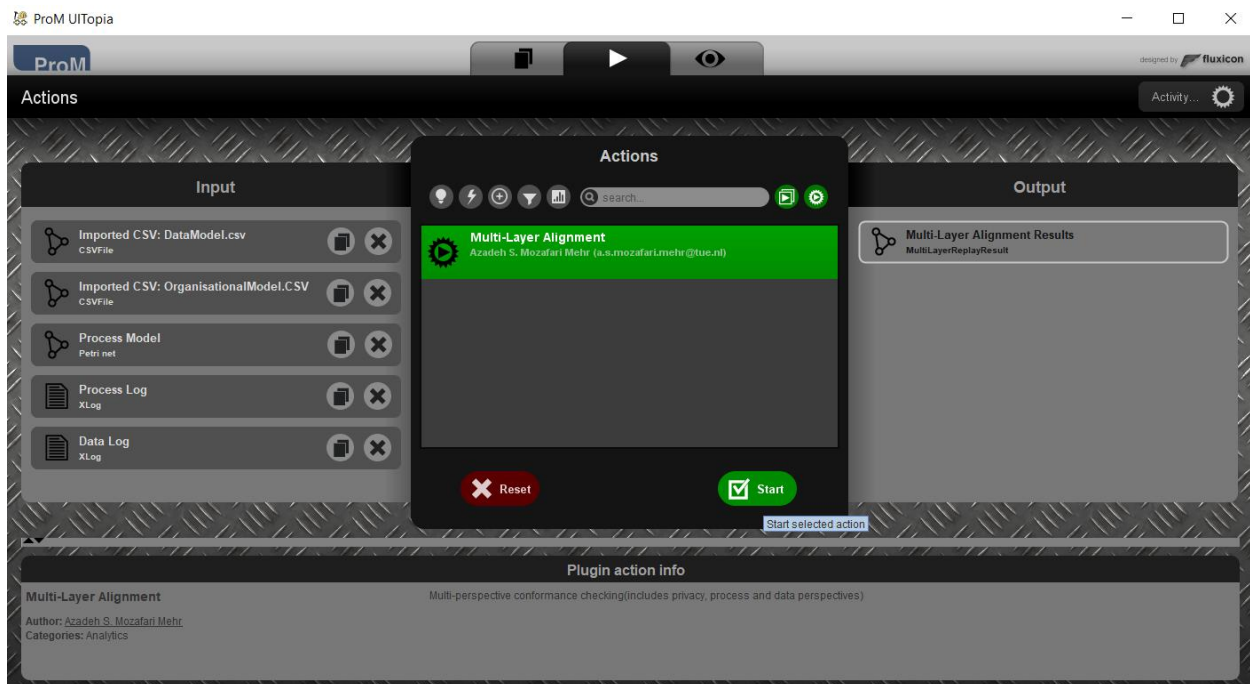 ProM UITopia
ProM
designed by fluxicon
Actions
Activity...
Input
Imported CSV: DataModel.csv
CSVFile
Imported CSV: OrganisationalModel.CSV
CSVFile
Process Model
Petri net
Process Log
XLog
Data Log
XLog
Actions
search...
Multi-Layer Alignment
Azadeh S. Mozafari Mehr (a.s.mozafari.mehr@tue.nl)
Reset
Start
Start selected action
Output
Multi-Layer Alignment Results
MultiLayerReplayResult
Plugin action info
Multi-Layer Alignment
Author: Azadeh S. Mozafari Mehr
Categories: Analytics
Multi-perspective conformance checking(includes privacy, process and data perspectives)